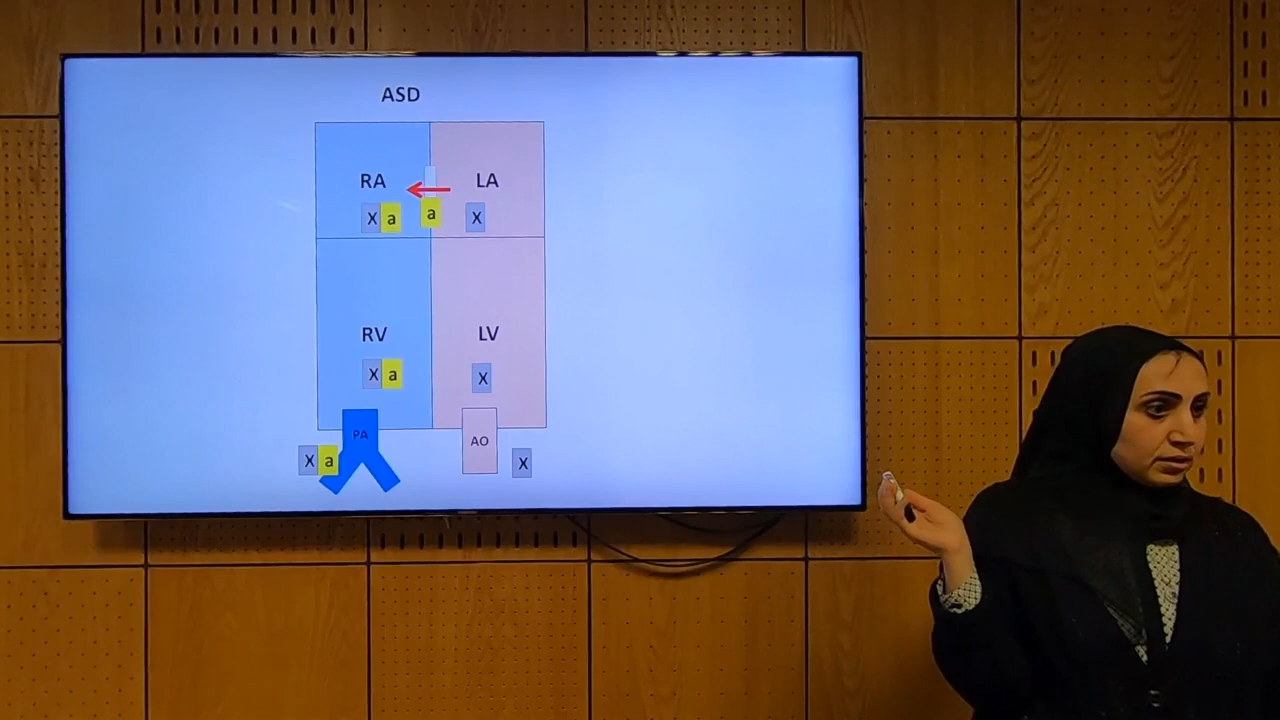 ASD
RA LA
X a a X
RV LV
X a X
PA AO
X a X